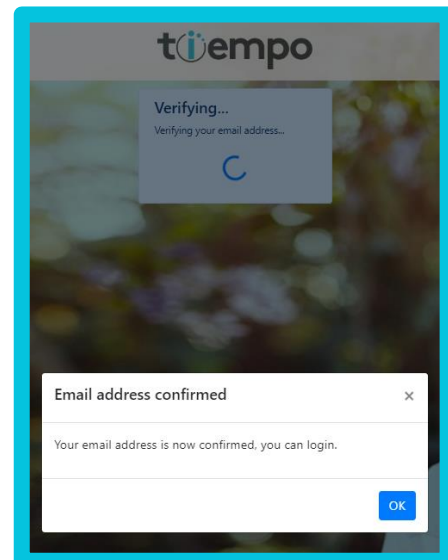 tiempo
Verifying...
Verifying your email address...
Email address confirmed
×
Your email address is now confirmed, you can login.
OK